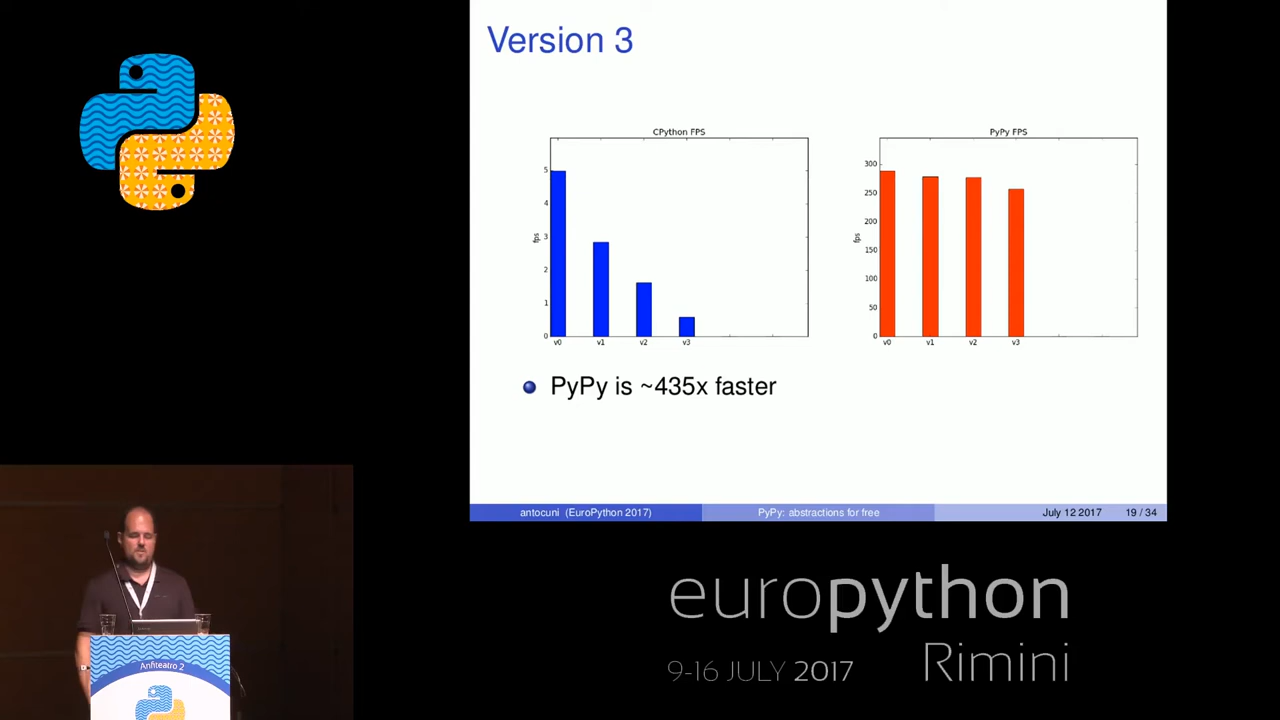 Version 3
CPython FPS
5
4
3
2
1
0
fps
v0 v1 v2 v3
PyPy FPS
300
250
200
150
100
50
0
fps
v0 v1 v2 v3
PyPy is ~435x faster
antocuni (EuroPython 2017) PyPy: abstractions for free July 12 2017 19 / 34
Anfiteatro 2
europython
Rimini
9-16 JULY 2017